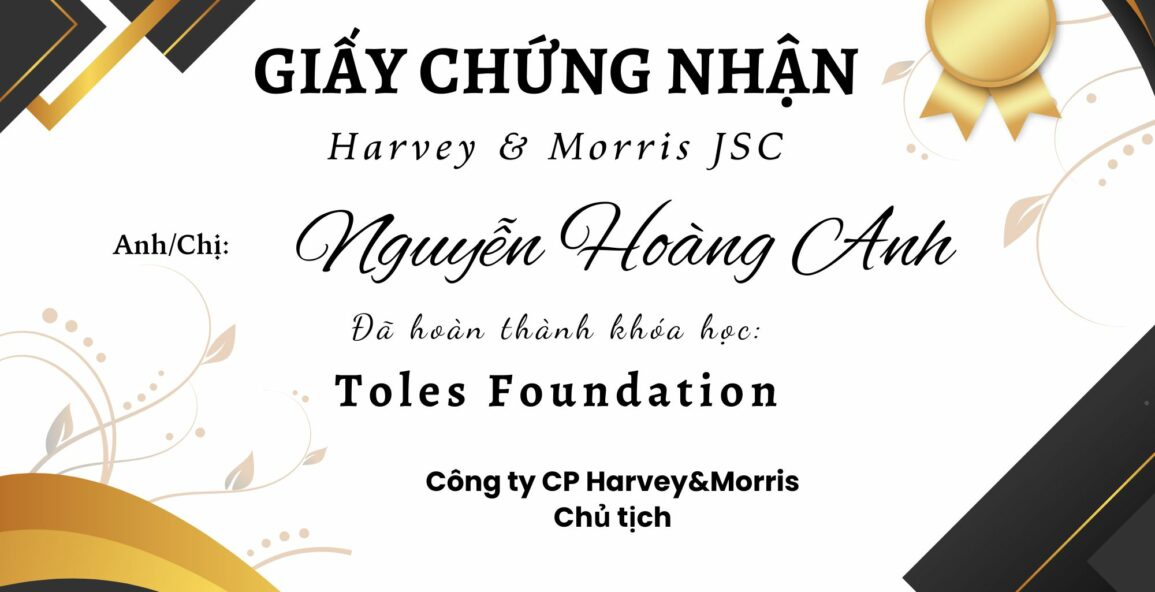 GIẤY CHỨNG NHẬN
Harvey & Morris JSC
Anh/Chị: Nguyễn Hoàng Anh
Đã hoàn thành khóa học:
Toles Foundation
Công ty CP Harvey&Morris
Chủ tịch